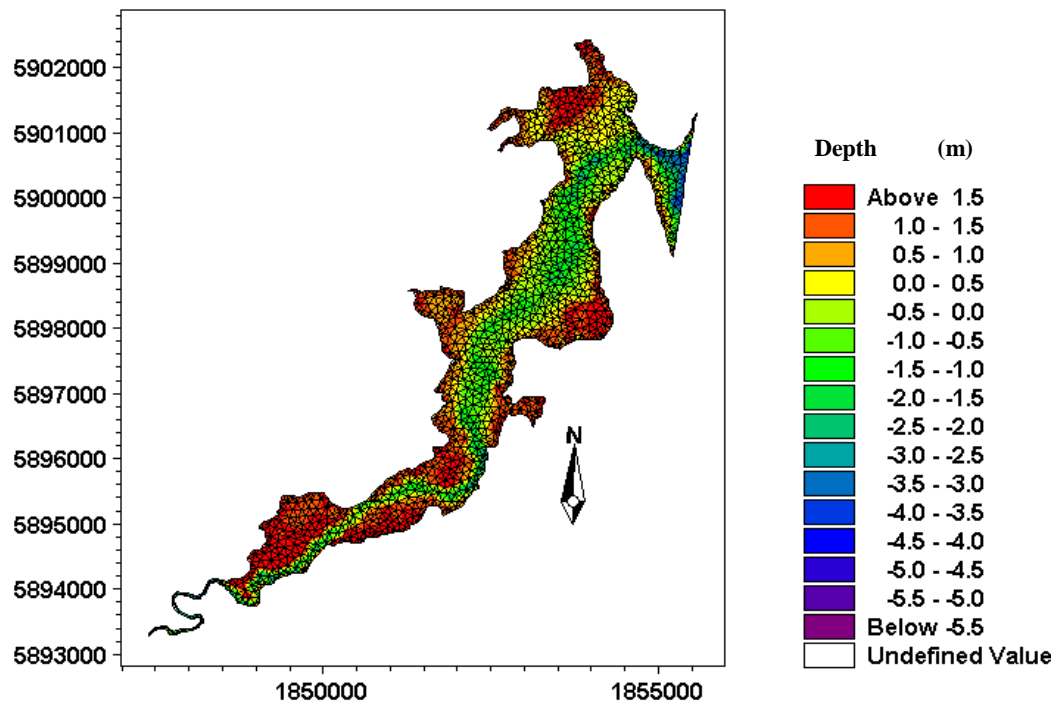 5902000
5901000
5900000
5899000
5898000
5897000
5896000
5895000
5894000
5893000
1850000 1855000
N
Depth (m)
Above 1.5
1.0 - 1.5
0.5 - 1.0
0.0 - 0.5
-0.5 - 0.0
-1.0 - -0.5
-1.5 - -1.0
-2.0 - -1.5
-2.5 - -2.0
-3.0 - -2.5
-3.5 - -3.0
-4.0 - -3.5
-4.5 - -4.0
-5.0 - -4.5
-5.5 - -5.0
Below -5.5
Undefined Value